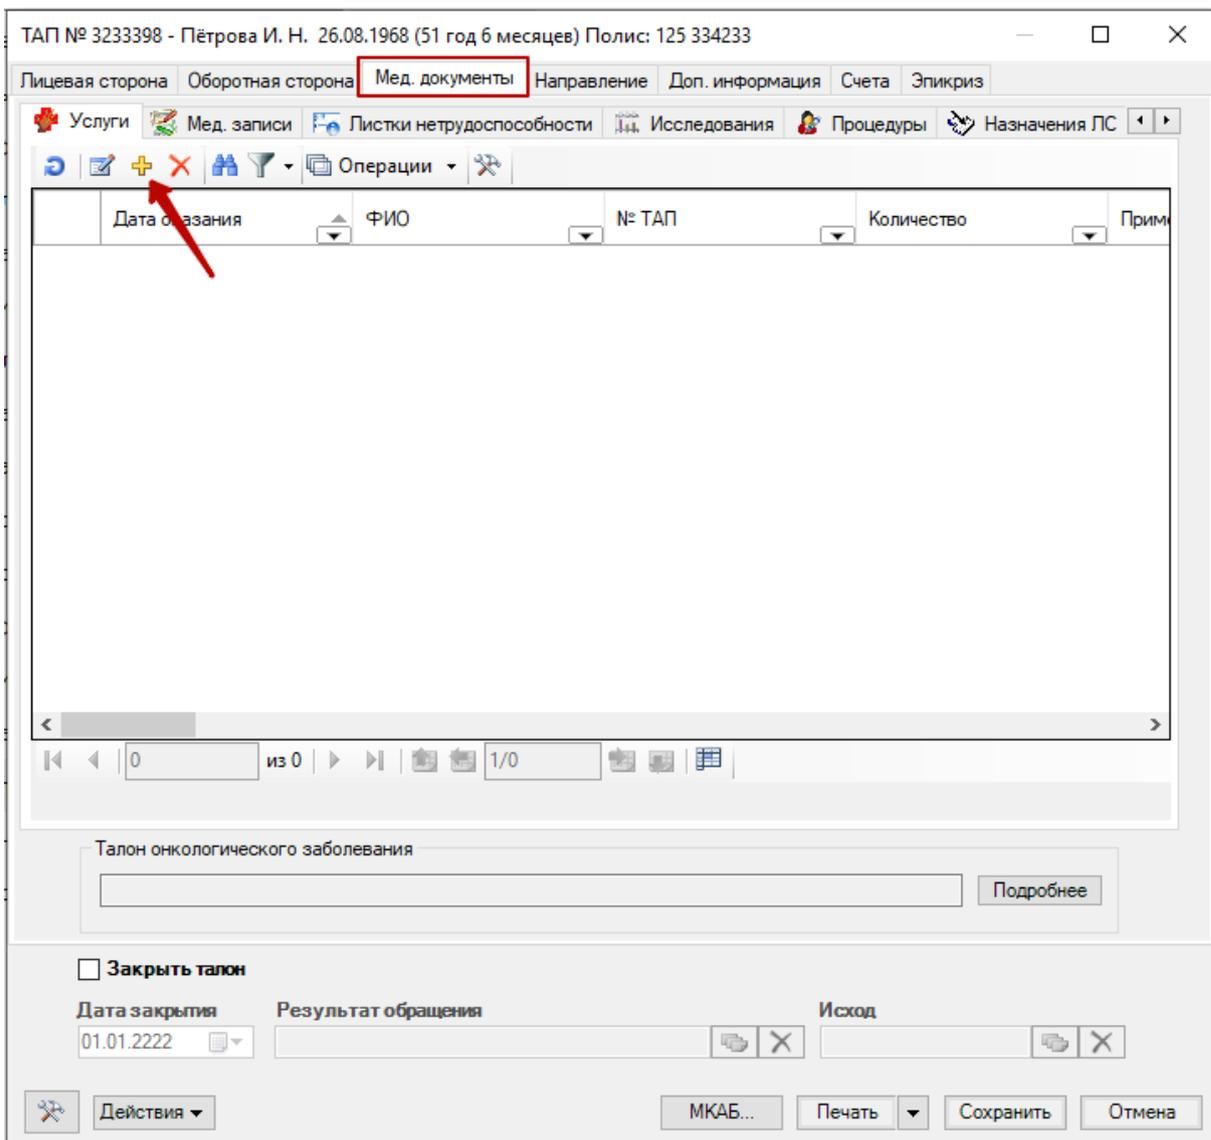 ТАП № 3233398 - Пётрова И. Н. 26.08.1968 (51 год 6 месяцев) Полис: 125 334233
Лицевая сторона Оборотная сторона Мед. документы Направление Доп. информация Счета Эпикриз
Услуги Мед. записи Листки нетрудоспособности Исследования Процедуры Назначения ЛС
Операции
Дата оказания ФИО № ТАП Количество Приме
0 из 0 1/0
Талон онкологического заболевания
Подробнее
Закрыть талон
Дата закрытия Результат обращения Исход
01.01.2222
Действия МКАБ... Печать Сохранить Отмена